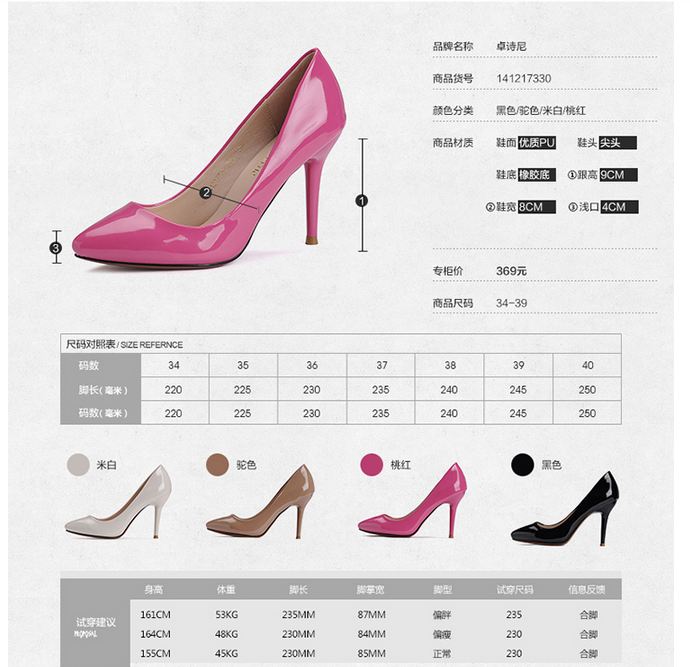 品牌名称 卓诗尼
商品货号 141217330
颜色分类 黑色/驼色/米白/桃红
商品材质 鞋面 优质PU 鞋头 尖头
鞋底 橡胶底 ①跟高 9CM
②鞋宽 8CM ③浅口 4CM
1
2
3
专柜价 369元
商品尺码 34-39
尺码对照表 / SIZE REFERNCE
码数 34 35 36 37 38 39 40
脚长( 毫米 ) 220 225 230 235 240 245 250
码数( 毫米 ) 220 225 230 235 240 245 250
米白 驼色 桃红 黑色
身高 体重 脚长 脚掌宽 脚型 试穿尺码 信息反馈
试穿建议
161CM 53KG 235MM 87MM 偏胖 235 合脚
164CM 48KG 230MM 84MM 偏瘦 230 合脚
155CM 45KG 230MM 85MM 正常 230 合脚